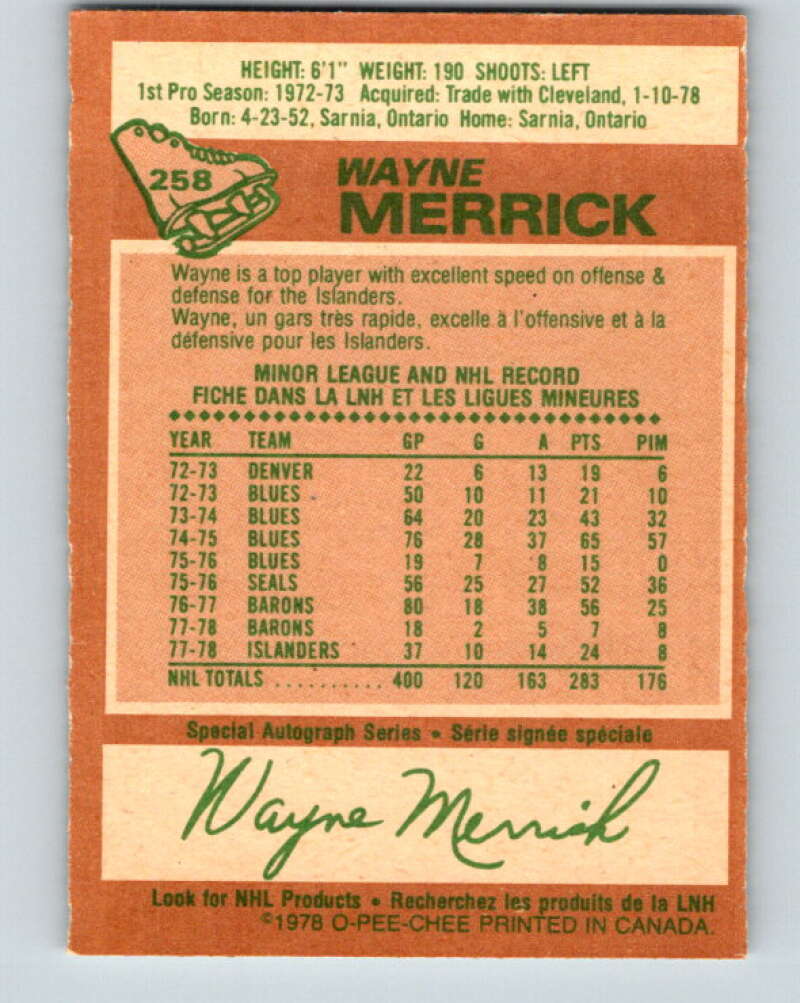 HEIGHT: 6'1" WEIGHT: 190 SHOOTS: LEFT
1st Pro Season: 1972-73 Acquired: Trade with Cleveland, 1-10-78
Born: 4-23-52, Sarnia, Ontario Home: Sarnia, Ontario
258
WAYNE
MERRICK
Wayne is a top player with excellent speed on offense &
defense for the Islanders.
Wayne, un gars très rapide, excelle à l'offensive et à la
défensive pour les Islanders.
MINOR LEAGUE AND NHL RECORD
FICHE DANS LA LNH ET LES LIGUES MINEURES
YEAR TEAM GP G A PTS PIM
72-73 DENVER 22 6 13 19 6
72-73 BLUES 50 10 11 21 10
73-74 BLUES 64 20 23 43 32
74-75 BLUES 76 28 37 65 57
75-76 BLUES 19 7 8 15 0
75-76 SEALS 56 25 27 52 36
76-77 BARONS 80 18 38 56 25
77-78 BARONS 18 2 5 7 8
77-78 ISLANDERS 37 10 14 24 8
NHL TOTALS .......... 400 120 163 283 176
Special Autograph Series • Série signée spéciale
Wayne Merrick
Look for NHL Products • Recherchez les produits de la LNH
©1978 O-PEE-CHEE PRINTED IN CANADA.